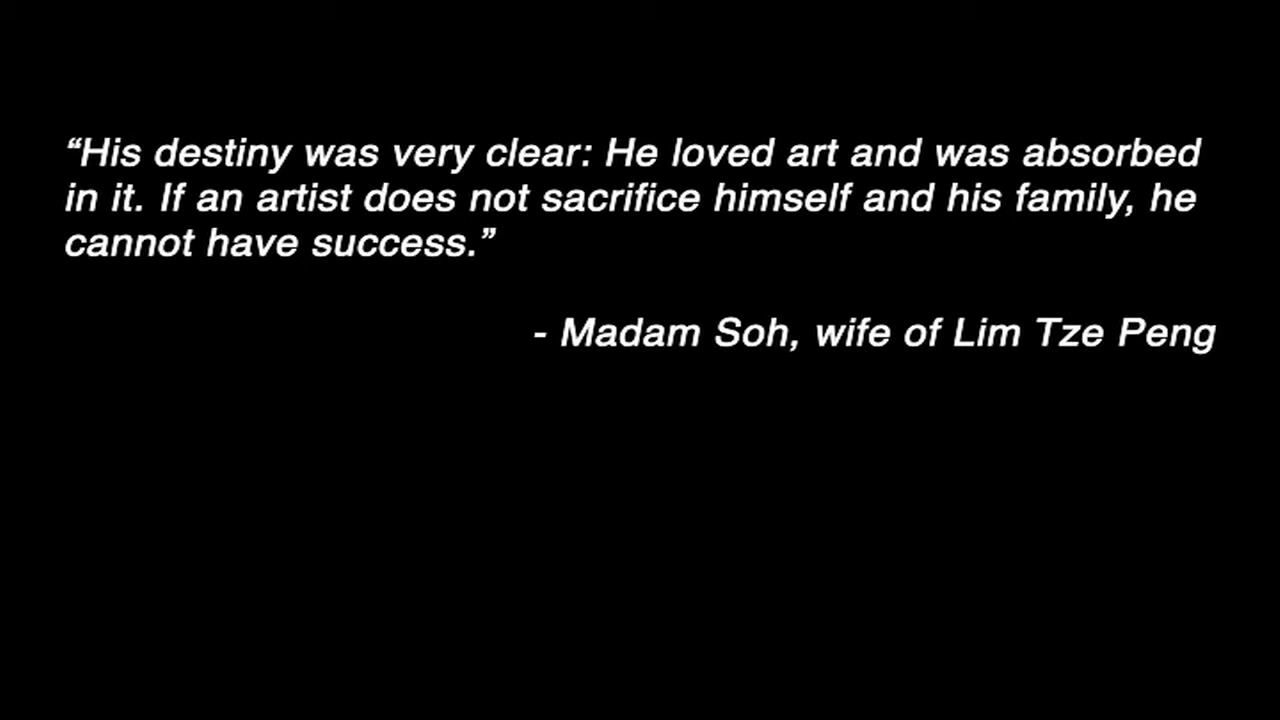 “His destiny was very clear: He loved art and was absorbed
in it. If an artist does not sacrifice himself and his family, he
cannot have success.”
- Madam Soh, wife of Lim Tze Peng